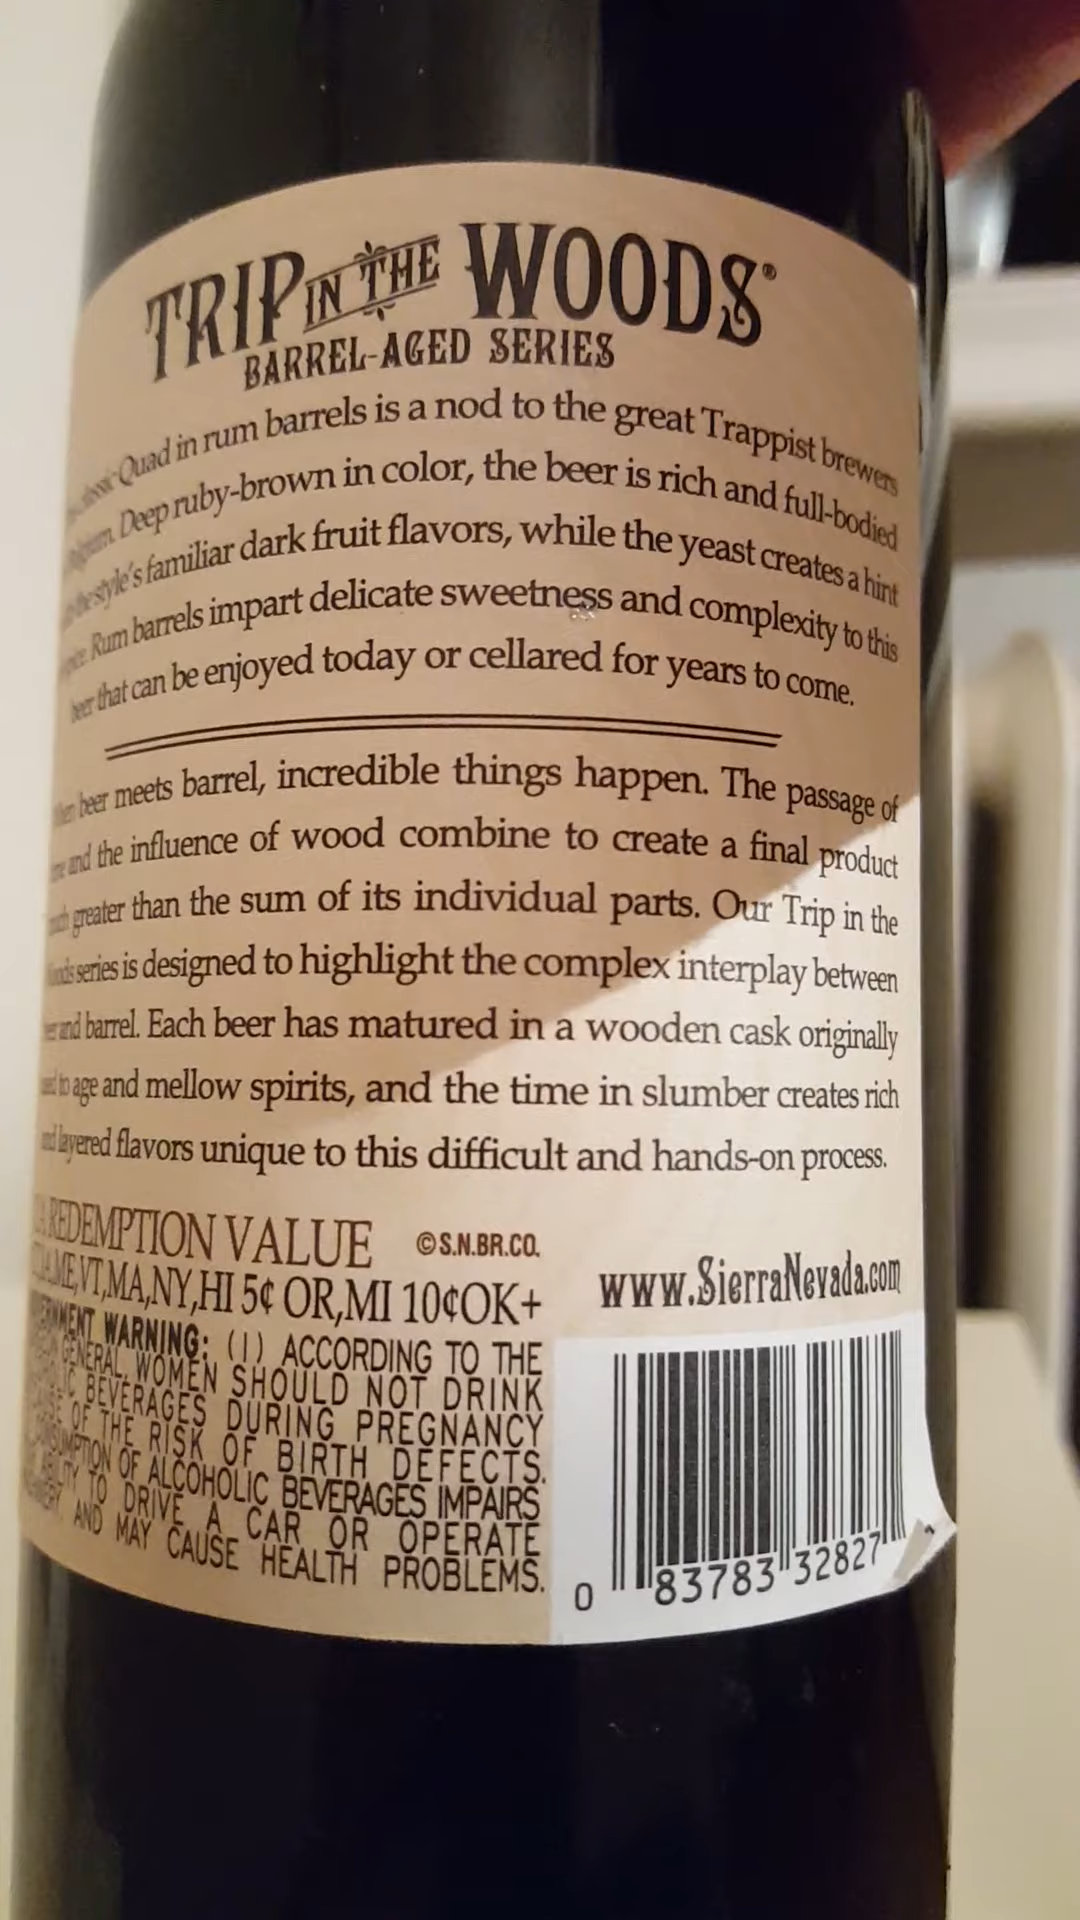 TRIP IN THE WOODS®
BARREL-AGED SERIES
Classic Quad in rum barrels is a nod to the great Trappist brewers
Belgium. Deep ruby-brown in color, the beer is rich and full-bodied
the style's familiar dark fruit flavors, while the yeast creates a hint
Rum barrels impart delicate sweetness and complexity to this
beer that can be enjoyed today or cellared for years to come.
beer meets barrel, incredible things happen. The passage of
and the influence of wood combine to create a final product
greater than the sum of its individual parts. Our Trip in the
series is designed to highlight the complex interplay between
and barrel. Each beer has matured in a wooden cask originally
to age and mellow spirits, and the time in slumber creates rich
layered flavors unique to this difficult and hands-on process.
REDEMPTION VALUE ©S.N.BR.CO.
ME,VT,MA,NY,HI 5¢ OR,MI 10¢OK+
www.SierraNevada.com
WARNING: (1) ACCORDING TO THE
GENERAL, WOMEN SHOULD NOT DRINK
BEVERAGES DURING PREGNANCY
OF THE RISK OF BIRTH DEFECTS.
OF ALCOHOLIC BEVERAGES IMPAIRS
TO DRIVE A CAR OR OPERATE
AND MAY CAUSE HEALTH PROBLEMS.
0 83783 32827